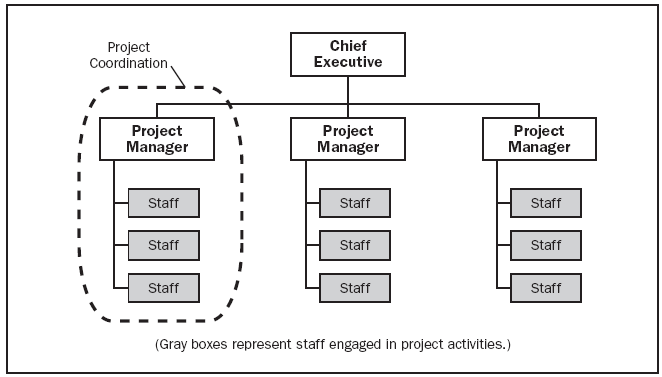 Project
Coordination
Chief
Executive
Project
Manager
Project
Manager
Project
Manager
Staff
Staff
Staff
Staff
Staff
Staff
Staff
Staff
Staff
(Gray boxes represent staff engaged in project activities.)